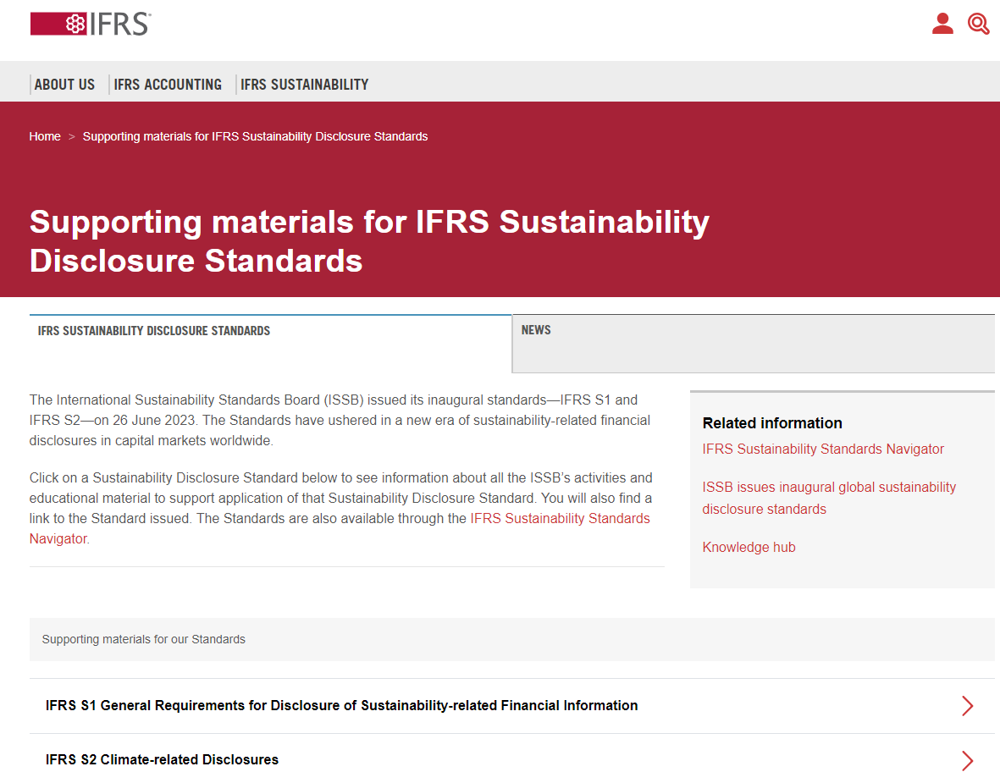 IFRS
ABOUT US
IFRS ACCOUNTING
IFRS SUSTAINABILITY
Home > Supporting materials for IFRS Sustainability Disclosure Standards
Supporting materials for IFRS Sustainability
Disclosure Standards
IFRS SUSTAINABILITY DISCLOSURE STANDARDS
NEWS
The International Sustainability Standards Board (ISSB) issued its inaugural standards—IFRS S1 and
IFRS S2—on 26 June 2023. The Standards have ushered in a new era of sustainability-related financial
disclosures in capital markets worldwide.
Click on a Sustainability Disclosure Standard below to see information about all the ISSB’s activities and
educational material to support application of that Sustainability Disclosure Standard. You will also find a
link to the Standard issued. The Standards are also available through the IFRS Sustainability Standards
Navigator.
Related information
IFRS Sustainability Standards Navigator
ISSB issues inaugural global sustainability
disclosure standards
Knowledge hub
Supporting materials for our Standards
IFRS S1 General Requirements for Disclosure of Sustainability-related Financial Information
IFRS S2 Climate-related Disclosures